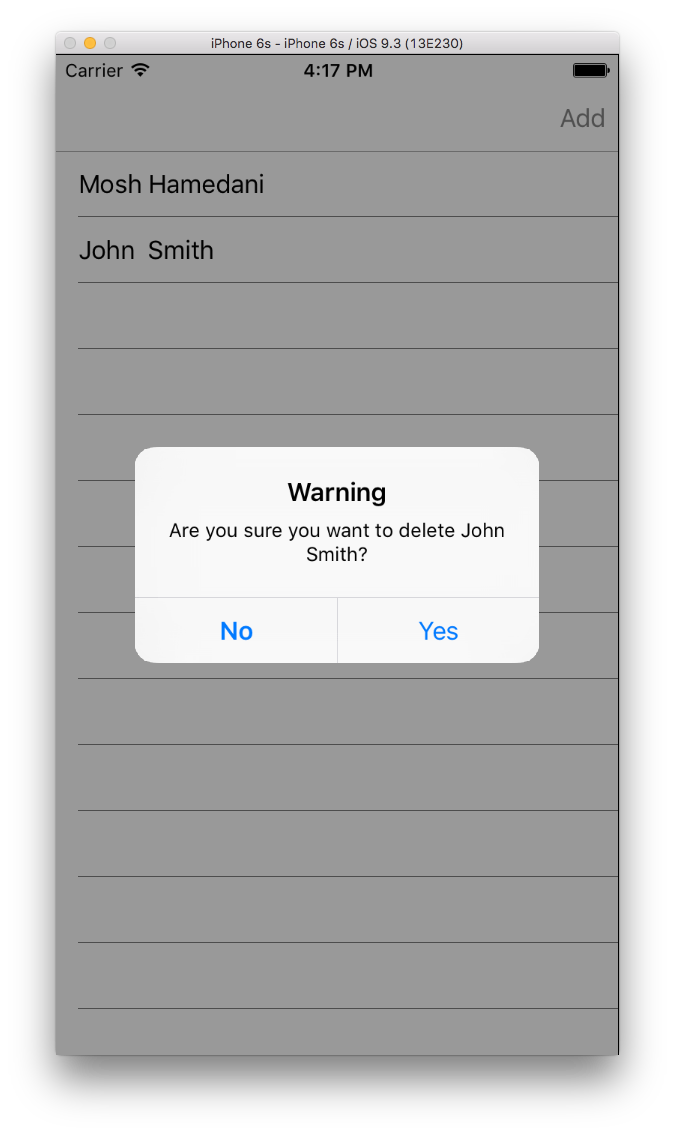 iPhone 6s - iPhone 6s / iOS 9.3 (13E230)
Carrier 4:17 PM
Add
Mosh Hamedani
John  Smith
Warning
Are you sure you want to delete John
Smith?
No Yes